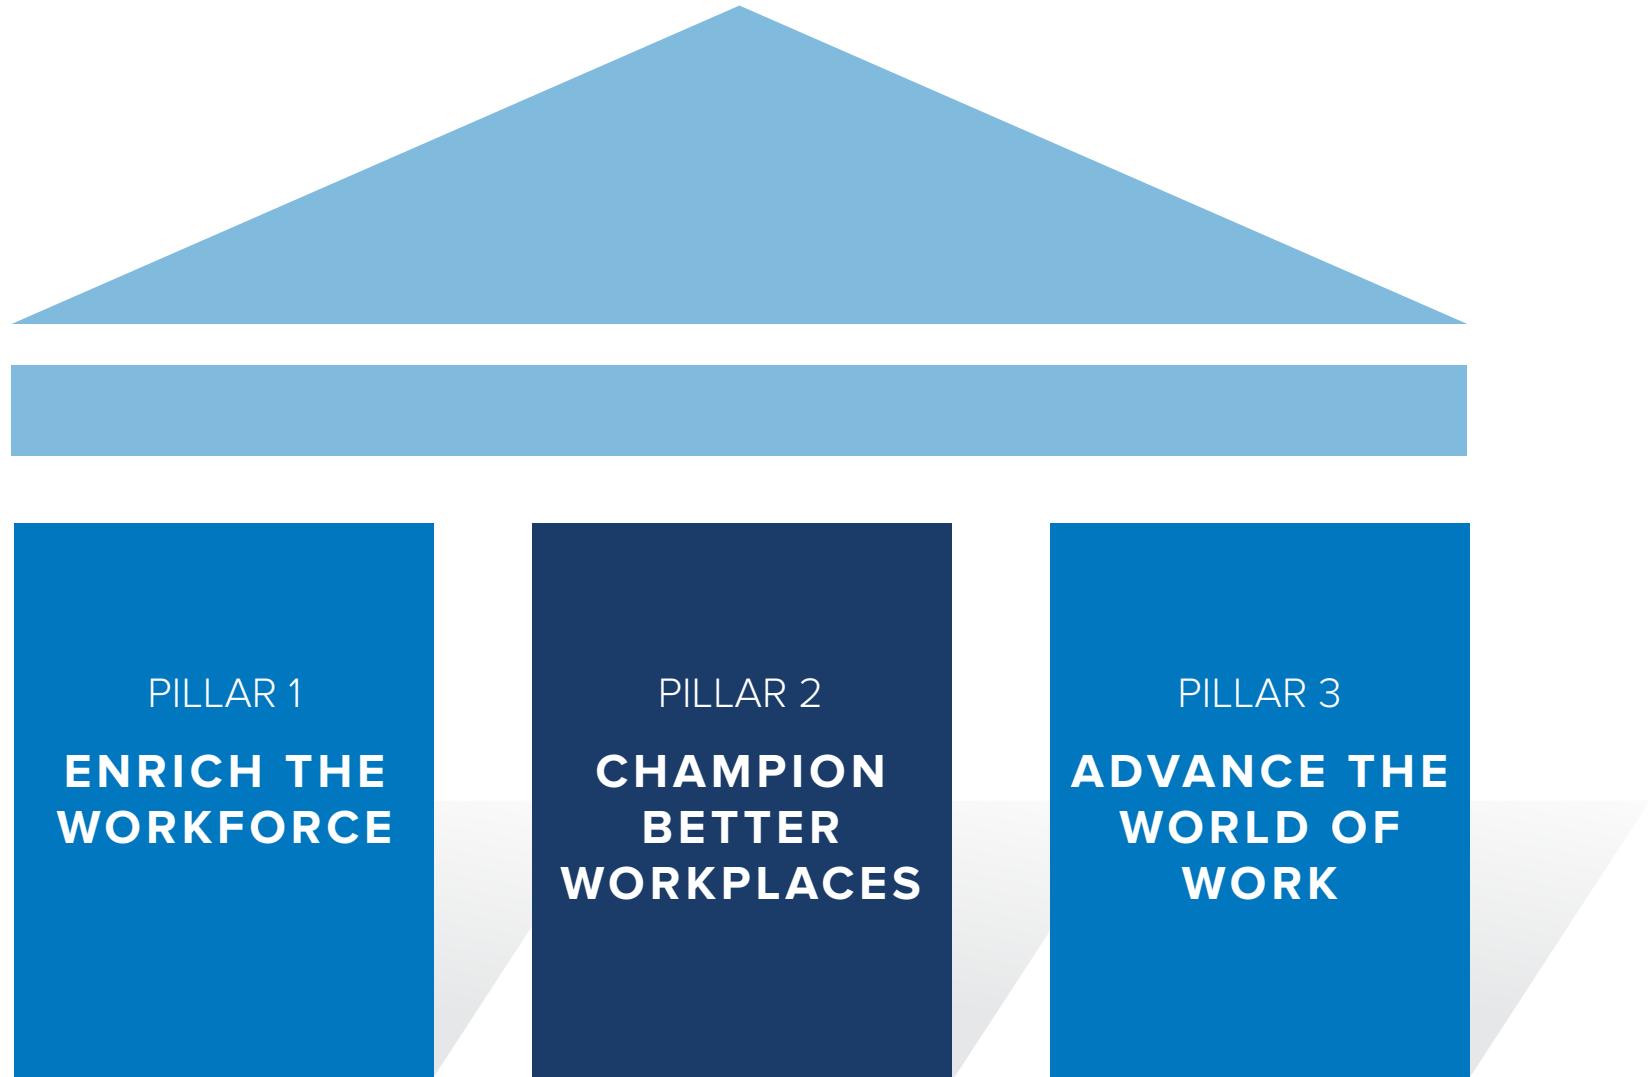 PILLAR 1
ENRICH THE
WORKFORCE
PILLAR 2
CHAMPION
BETTER
WORKPLACES
PILLAR 3
ADVANCE THE
WORLD OF
WORK